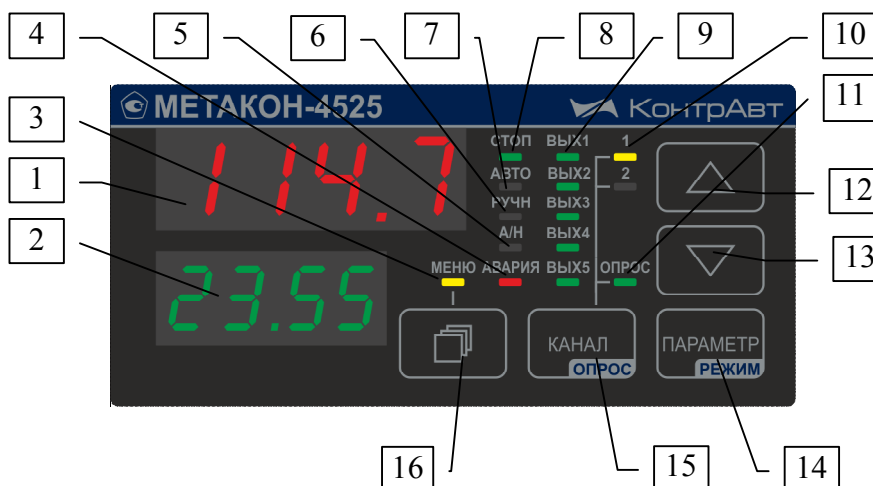 4 5 6 7 8 9 10
3
11
1
12
2
13
МЕТАКОН-4525 КонтрАвт
114.7
23.55
СТОП ВЫХ1 1
АВТО ВЫХ2 2
РУЧН ВЫХ3
А/Н ВЫХ4
МЕНЮ АВАРИЯ ВЫХ5 ОПРОС
КАНАЛ ПАРАМЕТР
ОПРОС РЕЖИМ
16 15 14